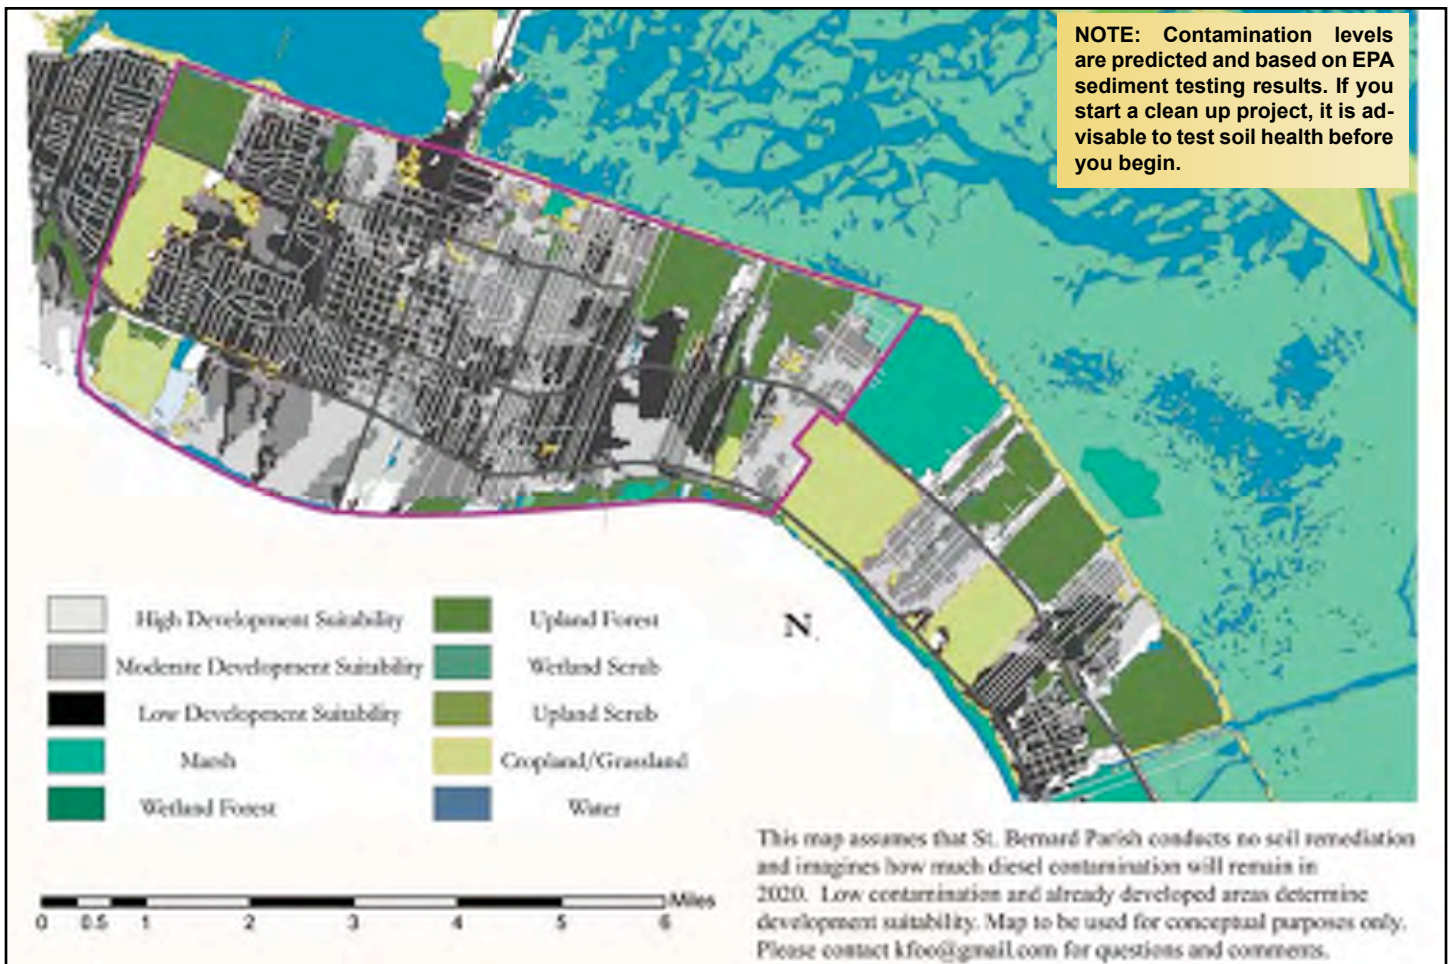 NOTE: Contamination levels
are predicted and based on EPA
sediment testing results. If you
start a clean up project, it is ad-
visable to test soil health before
you begin.
High Development Suitability
Moderate Development Suitability
Low Development Suitability
Marsh
Wetland Forest
Upland Forest
Wetland Scrub
Upland Scrub
Cropland/Grassland
Water
N
0 0.5 1 2 3 4 5 6 Miles
This map assumes that St. Bernard Parish conducts no soil remediation
and imagines how much diesel contamination will remain in
2020. Low contamination and already developed areas determine
development suitability. Map to be used for conceptual purposes only.
Please contact kfoo@gmail.com for questions and comments.